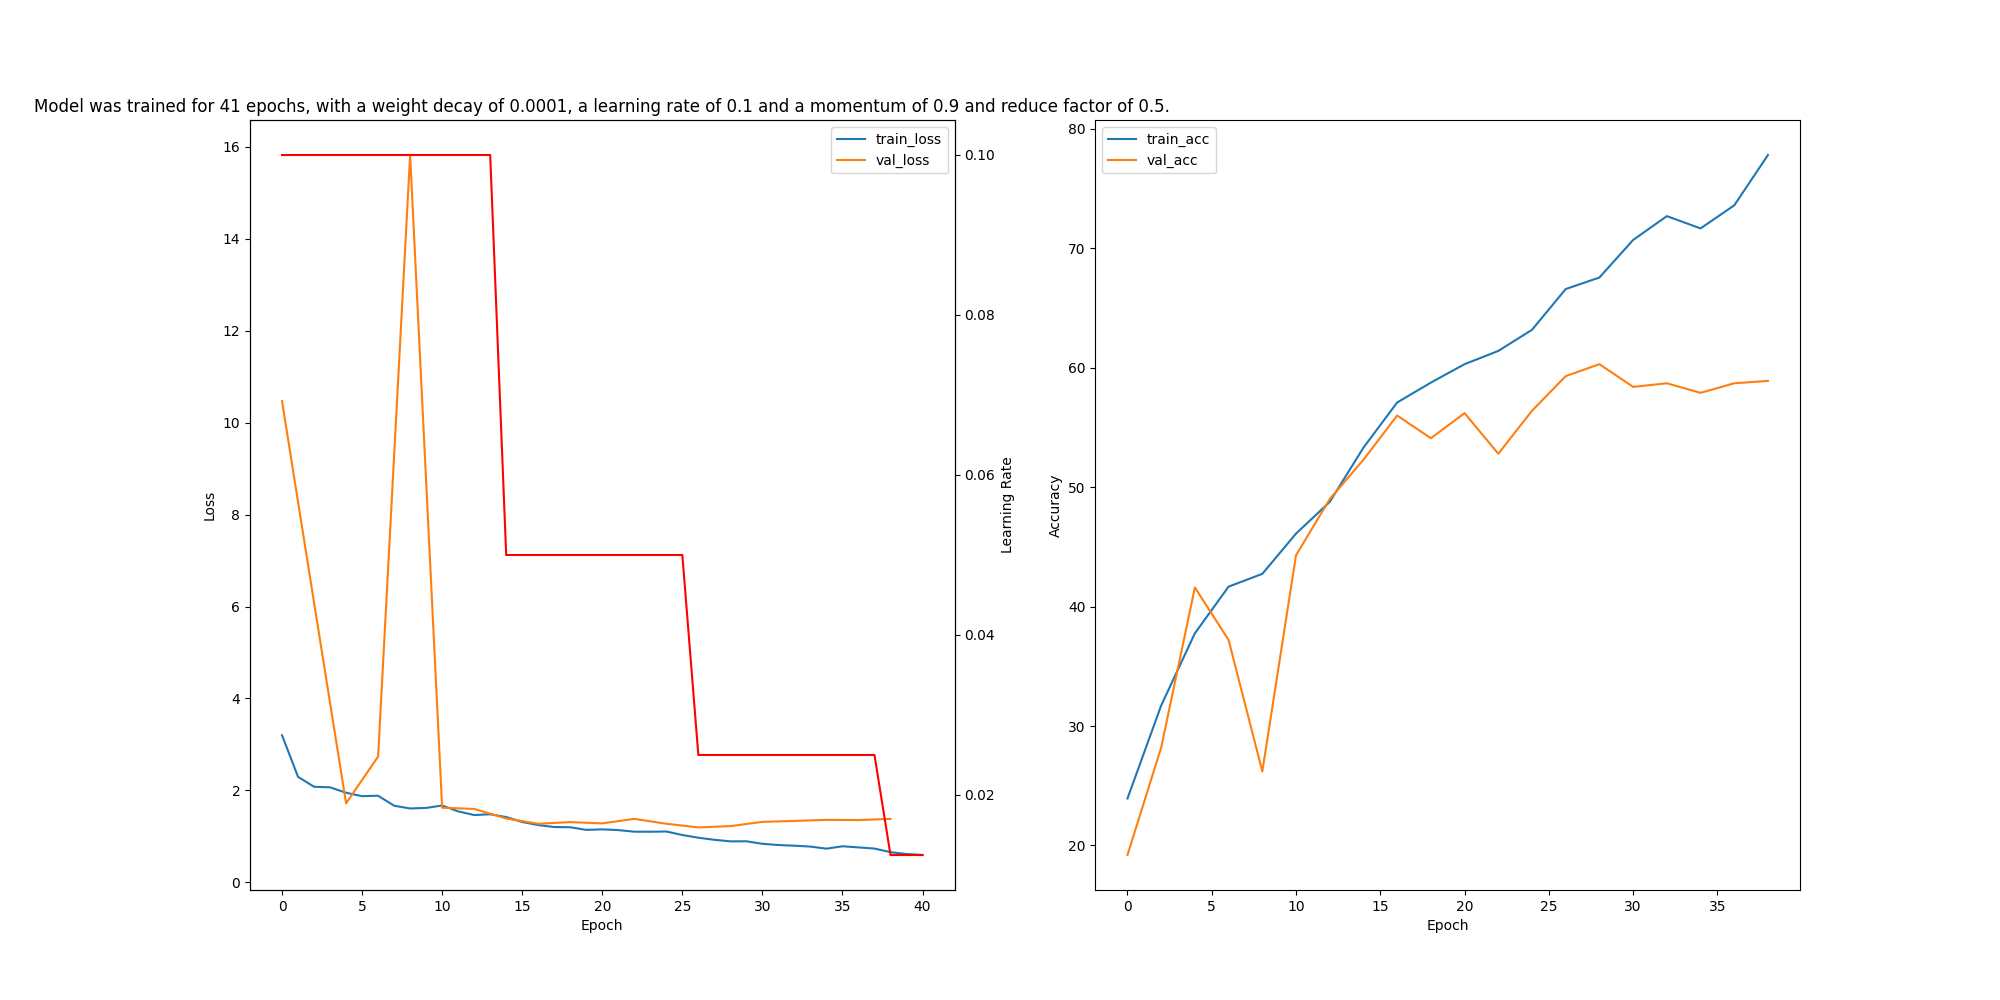 Model was trained for 41 epochs, with a weight decay of 0.0001, a learning rate of 0.1 and a momentum of 0.9 and reduce factor of 0.5.
train_loss
val_loss
16
14
12
10
8
6
4
2
0
Loss
0 5 10 15 20 25 30 35 40
Epoch
0.10
0.08
0.06
0.04
0.02
Learning Rate
train_acc
val_acc
80
70
60
50
40
30
20
Accuracy
0 5 10 15 20 25 30 35
Epoch